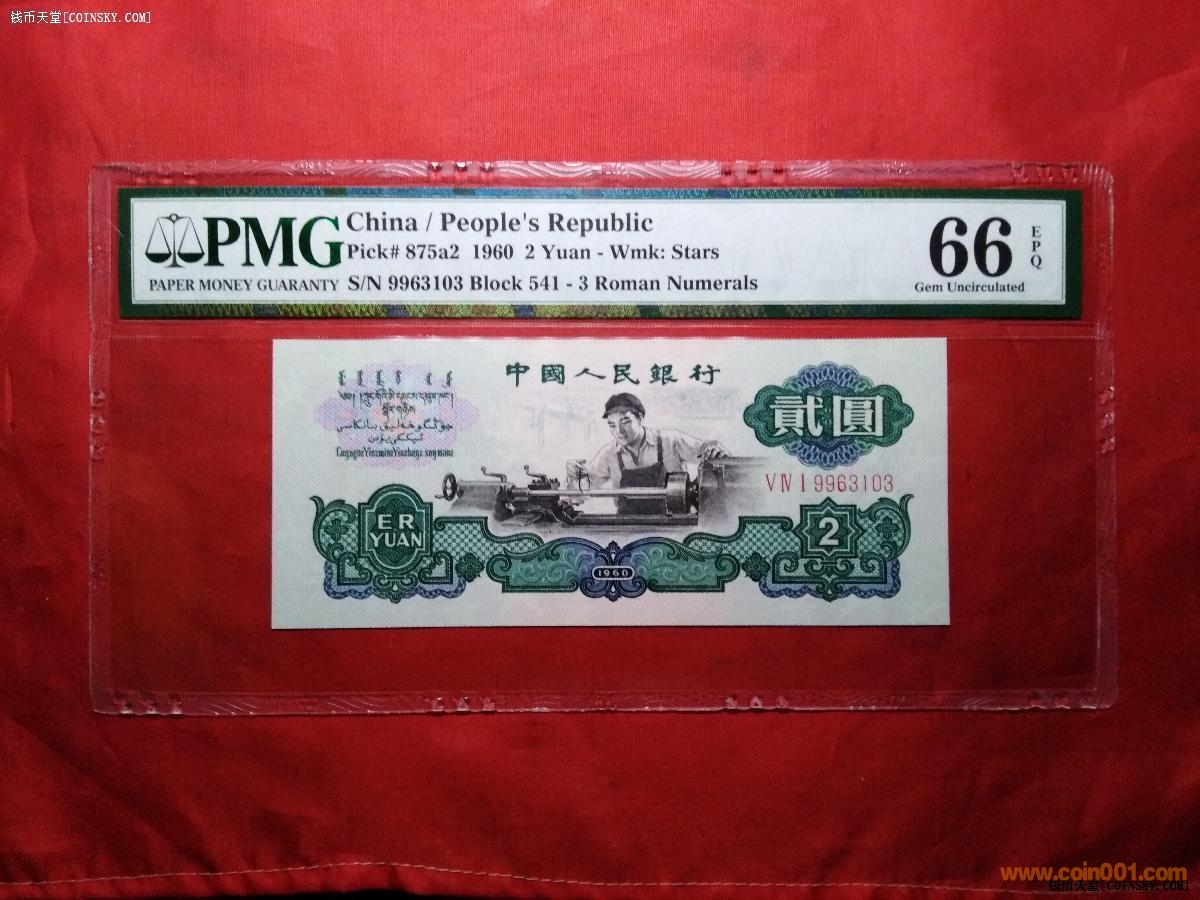 钱币天堂[COINSKY.COM]
PMG
PAPER MONEY GUARANTY
China / People's Republic
Pick# 875a2 1960 2 Yuan - Wmk: Stars
S/N 9963103 Block 541 - 3 Roman Numerals
66
EPQ
Gem Uncirculated
中國人民銀行
貳圓
V IV I 9963103
ER
YUAN
1960
2
www.coin001.com
钱币天堂[COINSKY.COM]